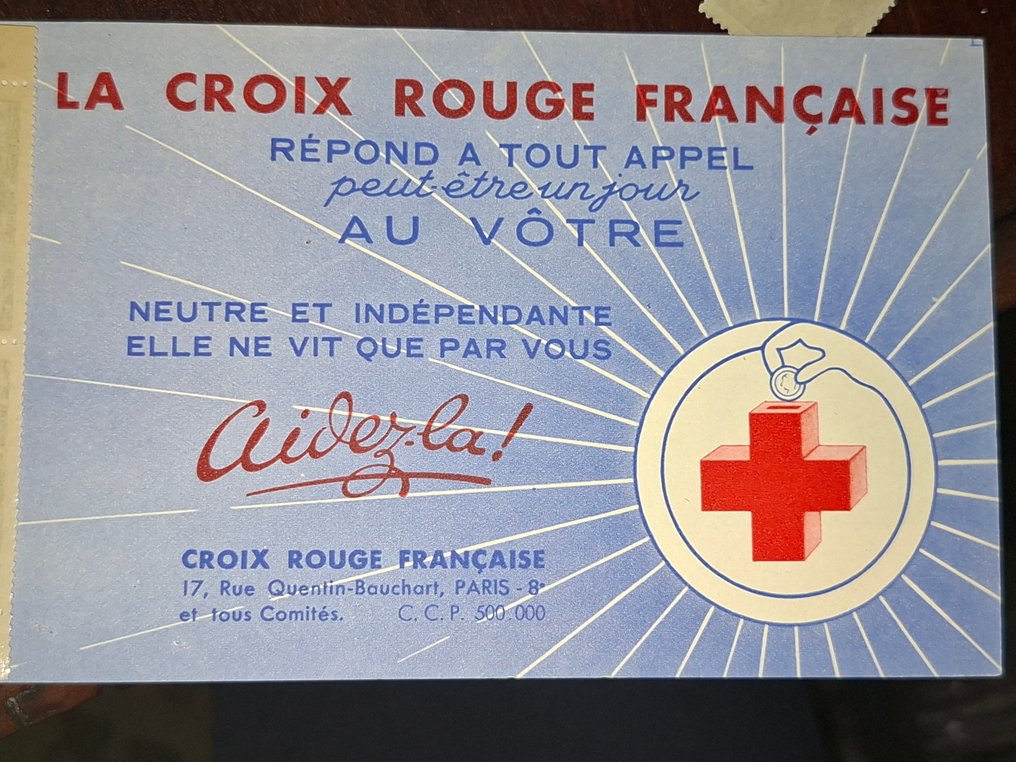 LA CROIX ROUGE FRANÇAISE
RÉPOND A TOUT APPEL
peut-être un jour
AU VÔTRE
NEUTRE ET INDÉPENDANTE
ELLE NE VIT QUE PAR VOUS
Aidez-la!
CROIX ROUGE FRANÇAISE
17, Rue Quentin-Bauchart, PARIS - 8e
et tous Comités. C. C. P. 500.000